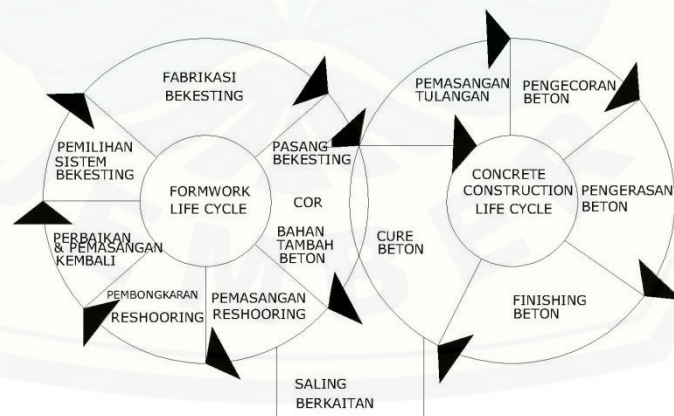 FABRIKASI
BEKESTING
PEMILIHAN
SISTEM
BEKESTING
PASANG
BEKESTING
FORMWORK
LIFE CYCLE
COR
BAHAN
TAMBAH
BETON
PERBAIKAN
& PEMASANGAN
KEMBALI
PEMBONGKARAN
RESHOORING
PEMASANGAN
RESHOORING
PEMASANGAN
TULANGAN
PENGECORAN
BETON
CONCRETE
CONSTRUCTION
LIFE CYCLE
PENGERASAN
BETON
CURE
BETON
FINISHING
BETON
SALING
BERKAITAN